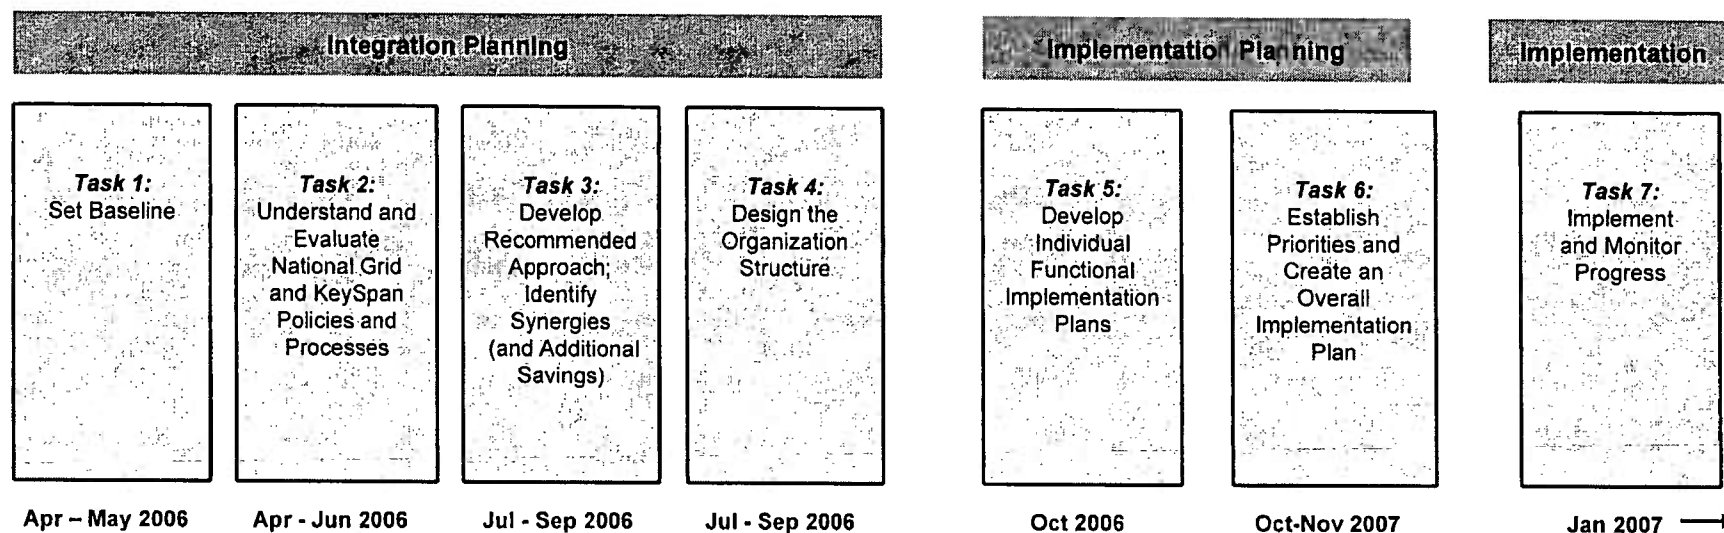 Integration Planning
Implementation Planning
Implementation
Task 1:
Set Baseline
Task 2:
Understand and
Evaluate
National Grid
and KeySpan
Policies and
Processes
Task 3:
Develop
Recommended
Approach;
Identify
Synergies
(and Additional
Savings)
Task 4:
Design the
Organization
Structure
Task 5:
Develop
Individual
Functional
Implementation
Plans
Task 6:
Establish
Priorities and
Create an
Overall
Implementation
Plan
Task 7:
Implement
and Monitor
Progress
Apr – May 2006
Apr - Jun 2006
Jul - Sep 2006
Jul - Sep 2006
Oct 2006
Oct-Nov 2007
Jan 2007